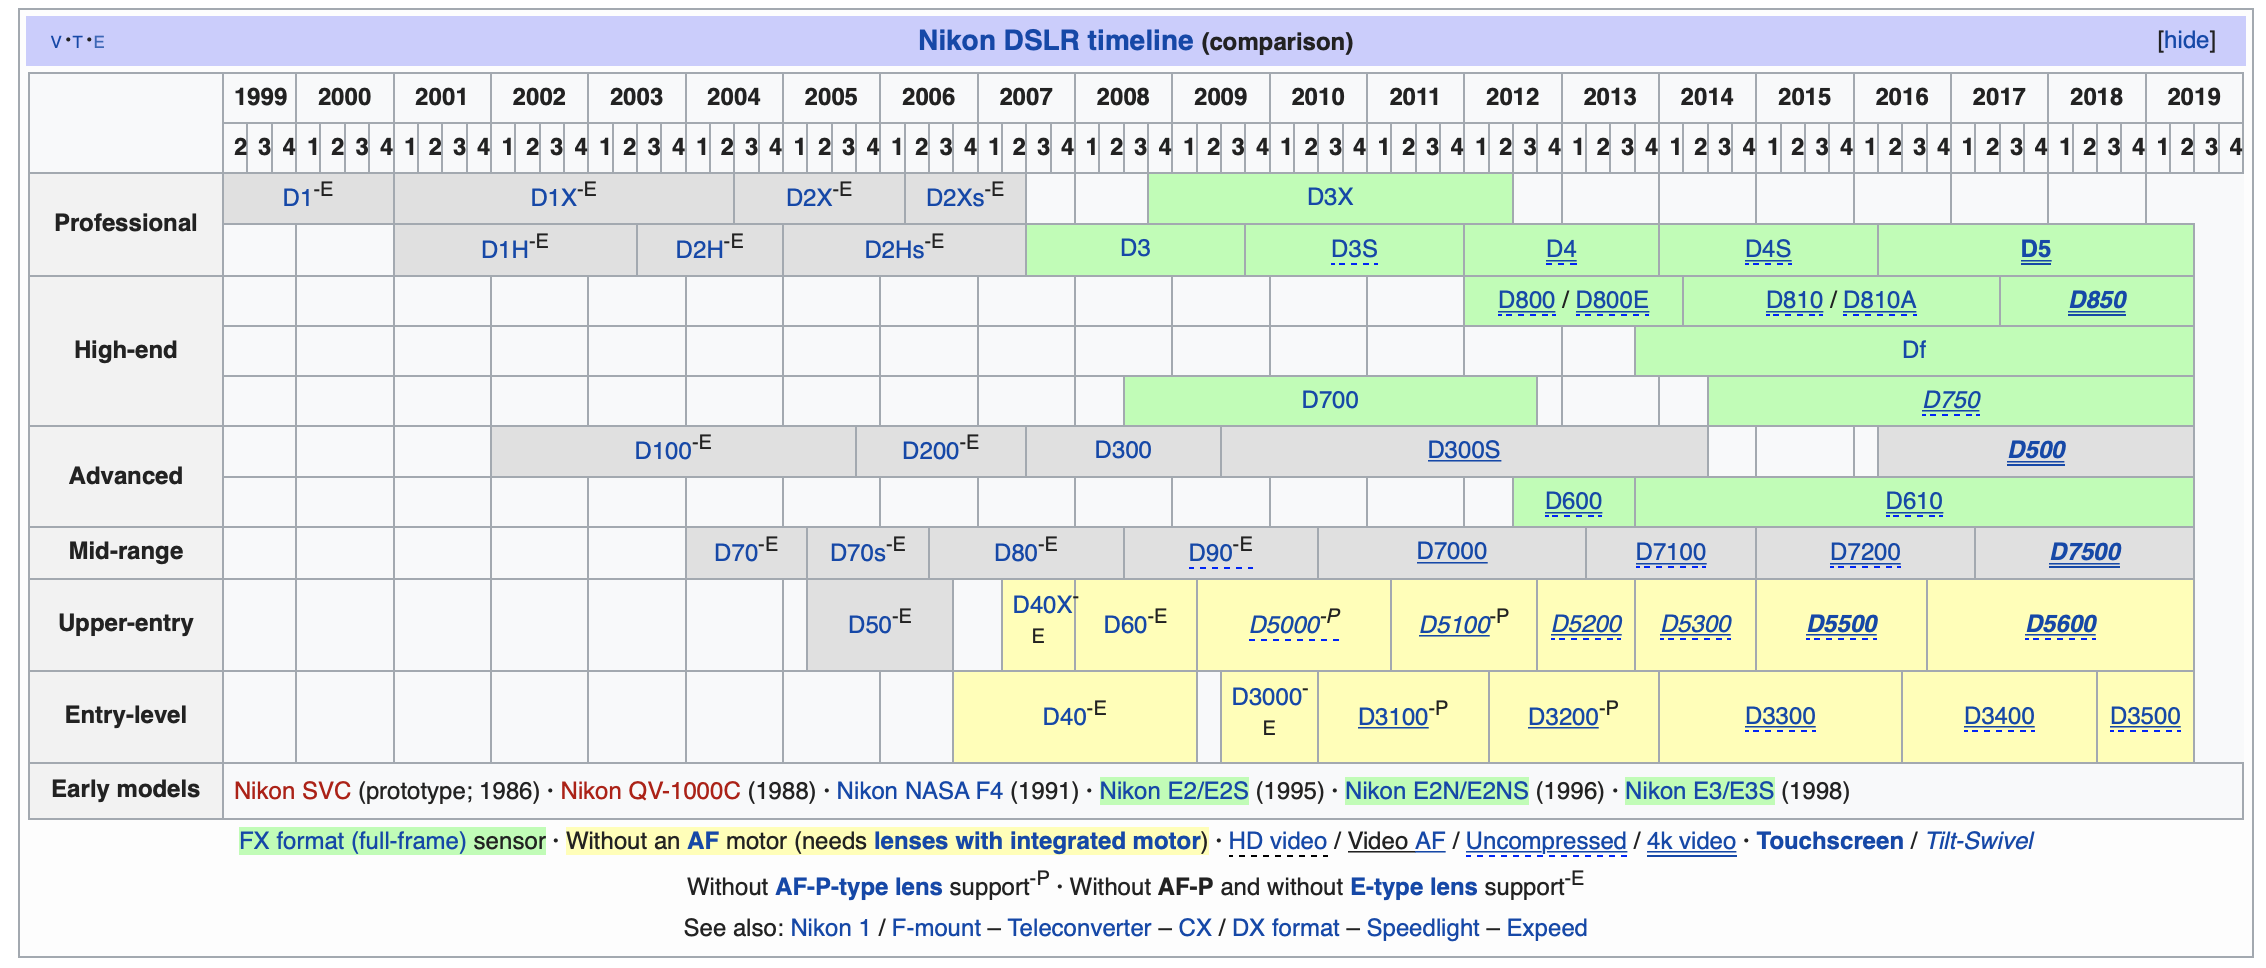 V • T • E
Nikon DSLR timeline (comparison)
[hide]
1999 2000 2001 2002 2003 2004 2005 2006 2007 2008 2009 2010 2011 2012 2013 2014 2015 2016 2017 2018 2019
2 3 4 1 2 3 4 1 2 3 4 1 2 3 4 1 2 3 4 1 2 3 4 1 2 3 4 1 2 3 4 1 2 3 4 1 2 3 4 1 2 3 4 1 2 3 4 1 2 3 4 1 2 3 4 1 2 3 4 1 2 3 4 1 2 3 4 1 2 3 4 1 2 3 4 1 2 3 4 1 2 3 4
Professional
D1-E D1X-E D2X-E D2Xs-E D3X
D1H-E D2H-E D2Hs-E D3 D3S D4 D4S D5
High-end
D800 / D800E D810 / D810A D850
Df
D700 D750
Advanced
D100-E D200-E D300 D300S D500
D600 D610
Mid-range
D70-E D70s-E D80-E D90-E D7000 D7100 D7200 D7500
Upper-entry
D50-E D40X-E D60-E D5000-P D5100-P D5200 D5300 D5500 D5600
Entry-level
D40-E D3000-E D3100-P D3200-P D3300 D3400 D3500
Early models
Nikon SVC (prototype; 1986) · Nikon QV-1000C (1988) · Nikon NASA F4 (1991) · Nikon E2/E2S (1995) · Nikon E2N/E2NS (1996) · Nikon E3/E3S (1998)
FX format (full-frame) sensor · Without an AF motor (needs lenses with integrated motor) · HD video / Video AF / Uncompressed / 4k video · Touchscreen / Tilt-Swivel
Without AF-P-type lens support-P · Without AF-P and without E-type lens support-E
See also: Nikon 1 / F-mount – Teleconverter – CX / DX format – Speedlight – Expeed